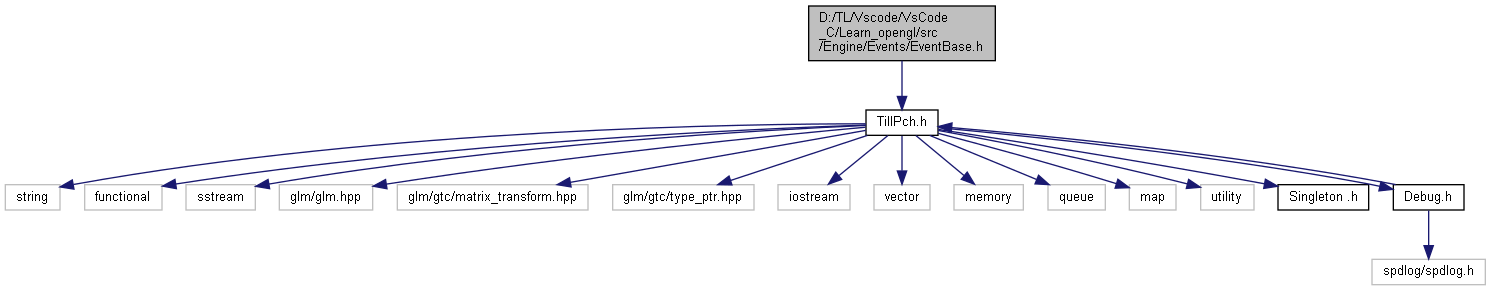 D:/TL/Vscode/VsCode
_C/Learn_opengl/src
/Engine/Events/EventBase.h
TillPch.h
string
functional
sstream
glm/glm.hpp
glm/gtc/matrix_transform.hpp
glm/gtc/type_ptr.hpp
iostream
vector
memory
queue
map
utility
Singleton .h
Debug.h
spdlog/spdlog.h